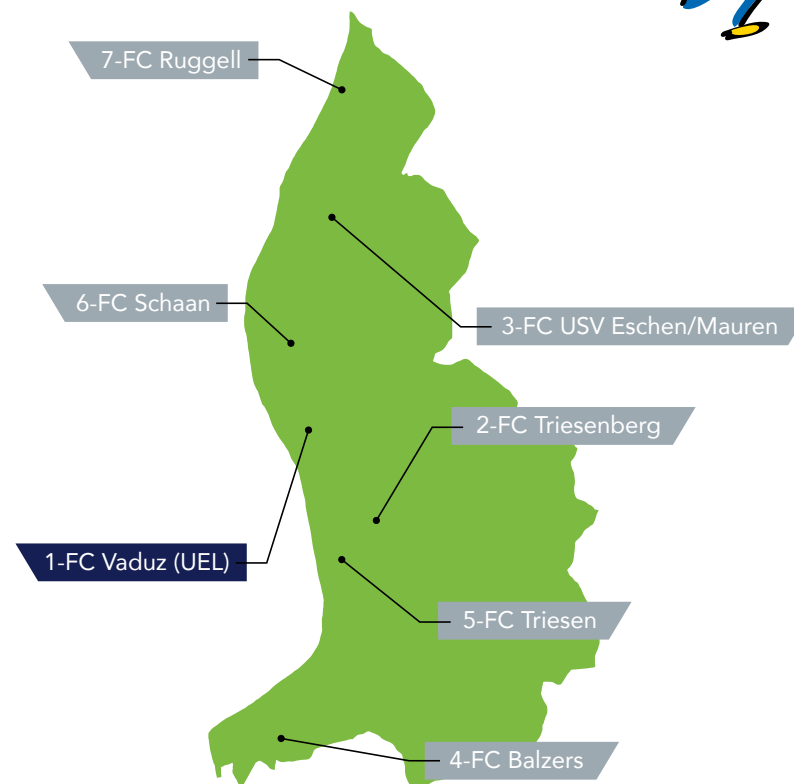 7-FC Ruggell
6-FC Schaan
3-FC USV Eschen/Mauren
2-FC Triesenberg
1-FC Vaduz (UEL)
5-FC Triesen
4-FC Balzers